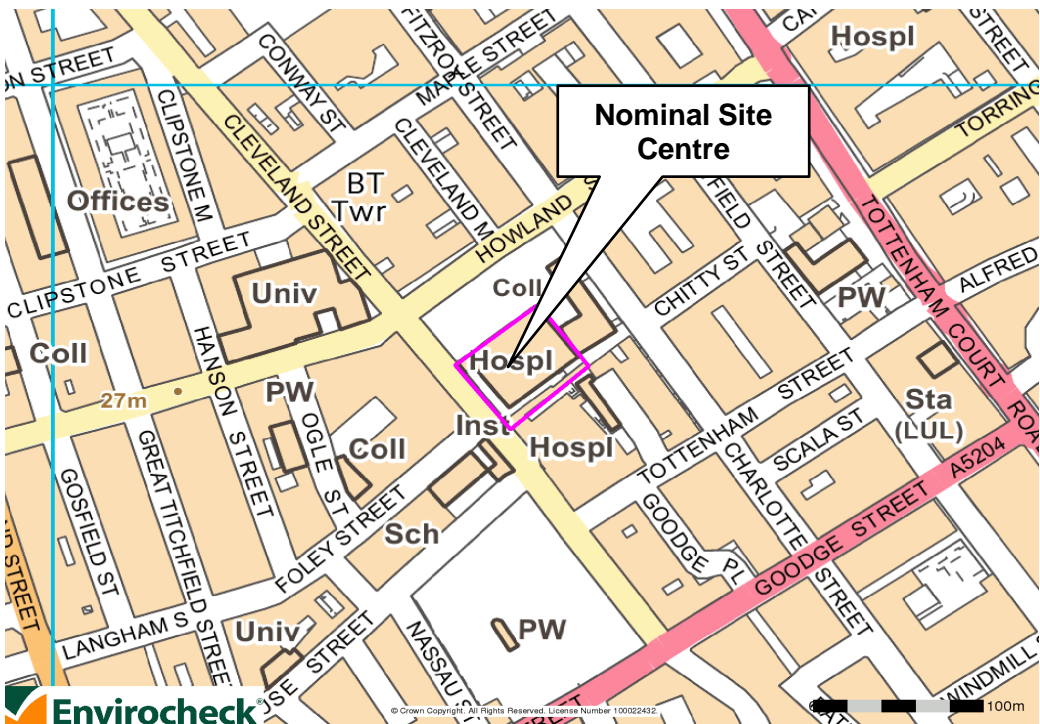 Hospl
ON STREET
CONWAY ST
FITZROY STREET
MAPLE STREET
CLIPSTONE M
CLEVELAND STREET
CLEVELAND M
Nominal Site
Centre
TORRING
Offices
BT
Twr
HOWLAND
FIELD STREET
TOTTENHAM COURT ROA
CLIPSTONE STREET
Univ
Coll
CHITTY ST
PW
ALFRED
Coll
HANSON STREET
Hospl
27m
PW
OGLE ST
Coll
Inst
Hospl
TOTTENHAM STREET
SCALA ST
Sta
(LUL)
GOSFIELD ST
GREAT TITCHFIELD STREET
FOLEY STREET
Sch
GOODGE PL
CHARLOTTE STREET
GOODGE STREET A5204
LANGHAM S
Univ
NASSAU ST
PW
STREET
WINDMILL
Envirocheck®
© Crown Copyright. All Rights Reserved. License Number 100022432.
100m